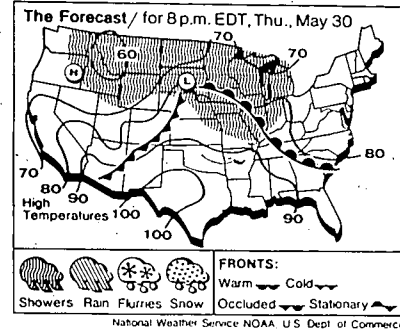 The Forecast / for 8 p.m. EDT, Thu., May 30
70
60
70
H
L
80
70
80
90
High
Temperatures
100
100
90
Showers Rain Flurries Snow
FRONTS:
Warm Cold
Occluded Stationary
National Weather Service NOAA, U.S. Dept. of Commerce